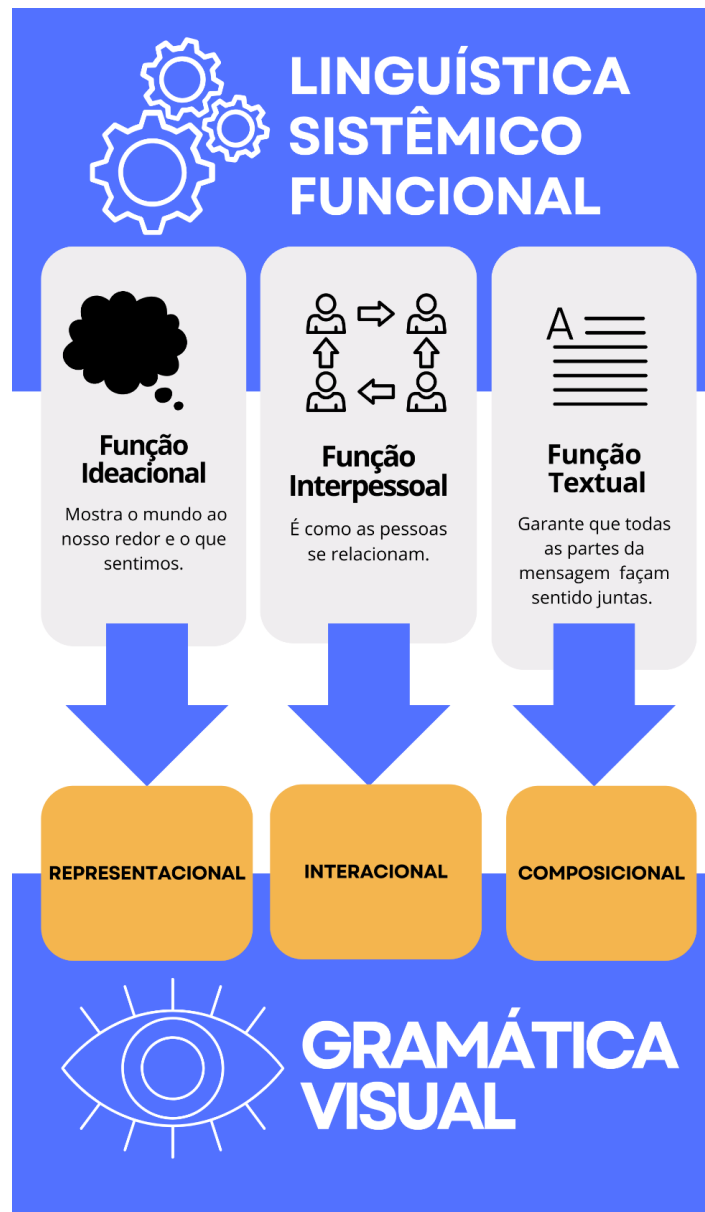 LINGUÍSTICA
SISTÊMICO
FUNCIONAL
Função
Ideacional
Mostra o mundo ao
nosso redor e o que
sentimos.
Função
Interpessoal
É como as pessoas
se relacionam.
A
Função
Textual
Garante que todas
as partes da
mensagem façam
sentido juntas.
REPRESENTACIONAL
INTERACIONAL
COMPOSICIONAL
GRAMÁTICA
VISUAL